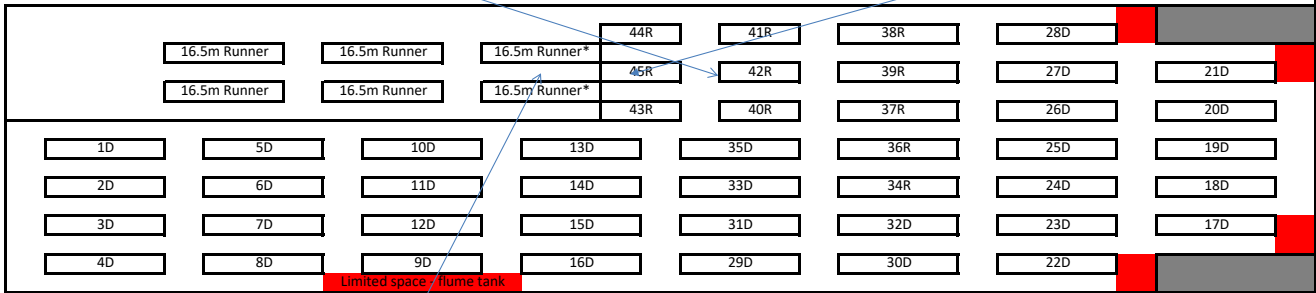 44R 41R 38R 28D
16.5m Runner 16.5m Runner 16.5m Runner*
45R 42R 39R 27D 21D
16.5m Runner 16.5m Runner 16.5m Runner*
43R 40R 37R 26D 20D
1D 5D 10D 13D 35D 36R 25D 19D
2D 6D 11D 14D 33D 34R 24D 18D
3D 7D 12D 15D 31D 32D 23D 17D
4D 8D 9D 16D 29D 30D 22D
Limited space - flume tank